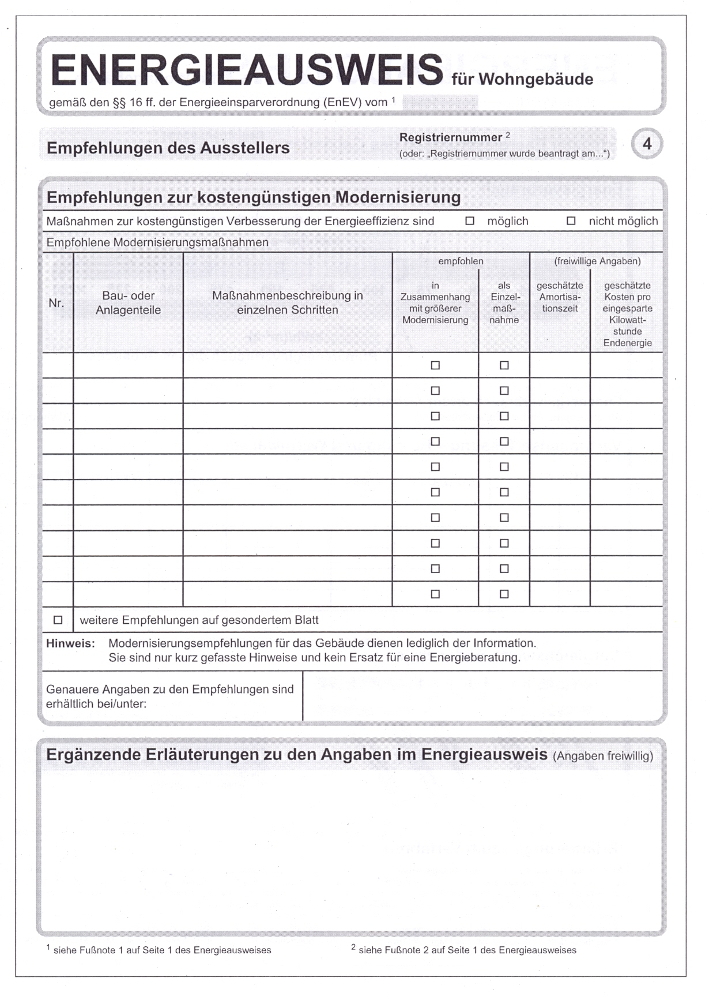 ENERGIEAUSWEIS für Wohngebäude
gemäß den §§ 16 ff. der Energieeinsparverordnung (EnEV) vom ¹
Empfehlungen des Ausstellers
Registriernummer ²
(oder: „Registriernummer wurde beantragt am...“)
4
Empfehlungen zur kostengünstigen Modernisierung
Maßnahmen zur kostengünstigen Verbesserung der Energieeffizienz sind ☐ möglich ☐ nicht möglich
Empfohlene Modernisierungsmaßnahmen
Nr.
Bau- oder
Anlagenteile
Maßnahmenbeschreibung in
einzelnen Schritten
empfohlen
in
Zusammenhang
mit größerer
Modernisierung
als
Einzel-
maß-
nahme
(freiwillige Angaben)
geschätzte
Amortisa-
tionszeit
geschätzte
Kosten pro
eingesparte
Kilowatt-
stunde
Endenergie
☐ weitere Empfehlungen auf gesondertem Blatt
Hinweis: Modernisierungsempfehlungen für das Gebäude dienen lediglich der Information.
Sie sind nur kurz gefasste Hinweise und kein Ersatz für eine Energieberatung.
Genauere Angaben zu den Empfehlungen sind
erhältlich bei/unter:
Ergänzende Erläuterungen zu den Angaben im Energieausweis (Angaben freiwillig)
¹ siehe Fußnote 1 auf Seite 1 des Energieausweises
² siehe Fußnote 2 auf Seite 1 des Energieausweises